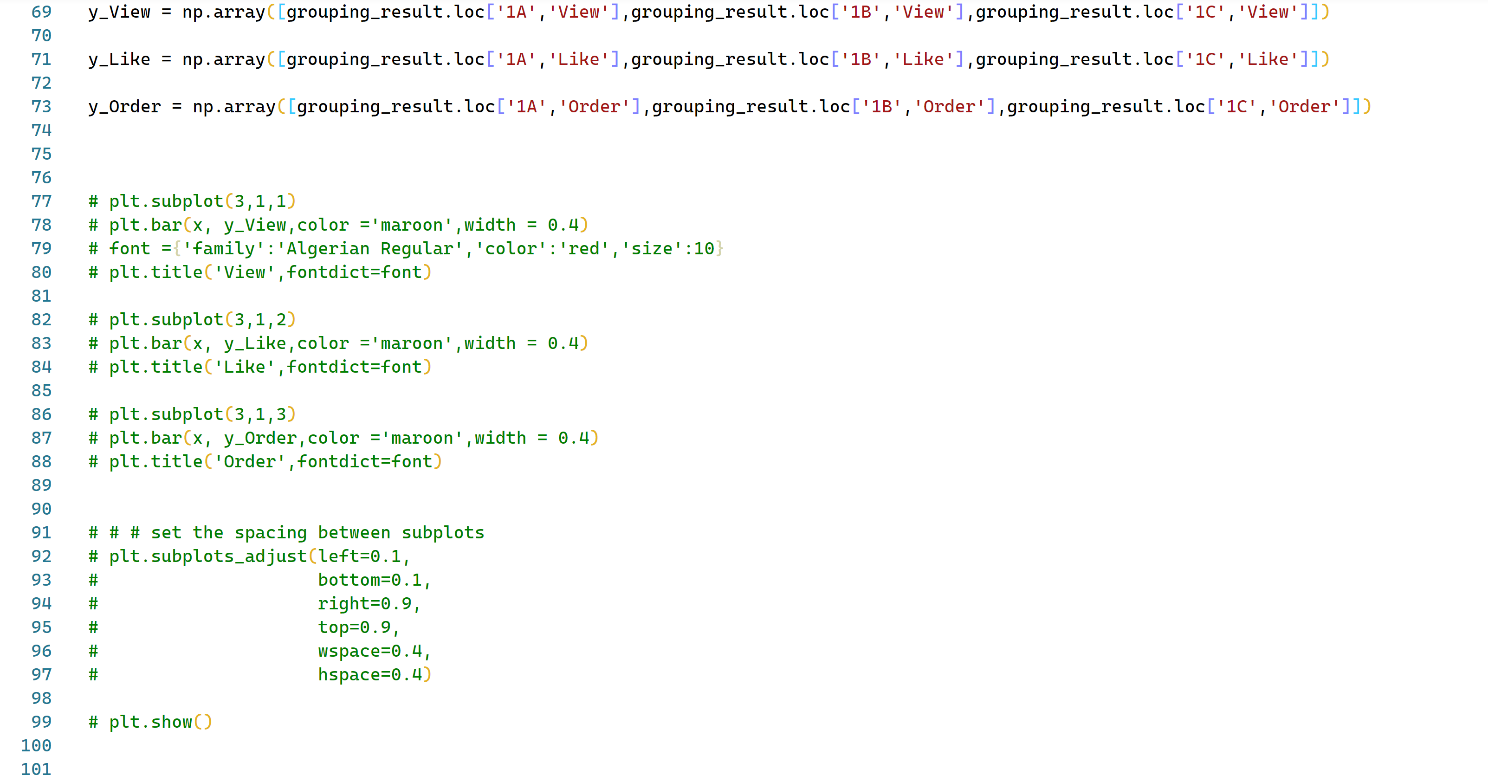 69 y_View = np.array([grouping_result.loc['1A','View'],grouping_result.loc['1B','View'],grouping_result.loc['1C','View']])
70
71 y_Like = np.array([grouping_result.loc['1A','Like'],grouping_result.loc['1B','Like'],grouping_result.loc['1C','Like']])
72
73 y_Order = np.array([grouping_result.loc['1A','Order'],grouping_result.loc['1B','Order'],grouping_result.loc['1C','Order']])
74
75
76
77 # plt.subplot(3,1,1)
78 # plt.bar(x, y_View,color ='maroon',width = 0.4)
79 # font ={'family':'Algerian Regular','color':'red','size':10}
80 # plt.title('View',fontdict=font)
81
82 # plt.subplot(3,1,2)
83 # plt.bar(x, y_Like,color ='maroon',width = 0.4)
84 # plt.title('Like',fontdict=font)
85
86 # plt.subplot(3,1,3)
87 # plt.bar(x, y_Order,color ='maroon',width = 0.4)
88 # plt.title('Order',fontdict=font)
89
90
91 # # # set the spacing between subplots
92 # plt.subplots_adjust(left=0.1,
93 #                     bottom=0.1,
94 #                     right=0.9,
95 #                     top=0.9,
96 #                     wspace=0.4,
97 #                     hspace=0.4)
98
99 # plt.show()
100
101